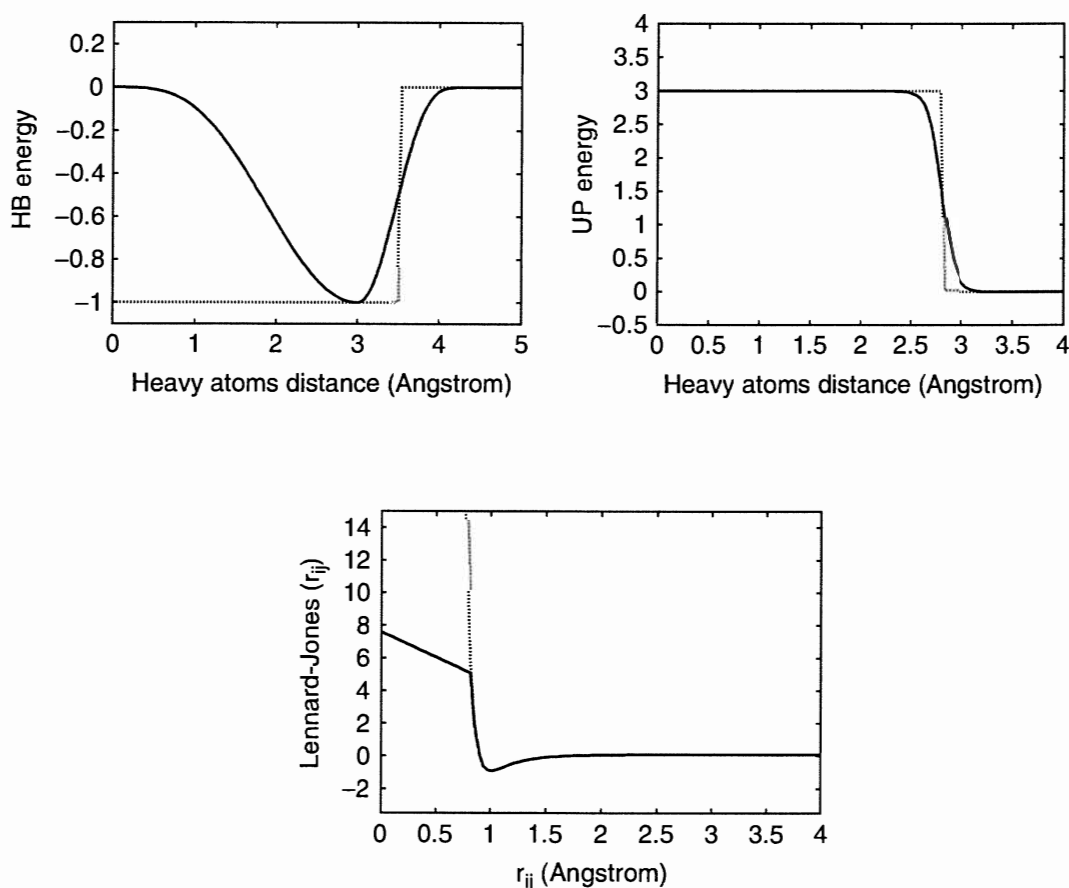 0.2
0
−0.2
−0.4
−0.6
−0.8
−1
HB energy
0 1 2 3 4 5
Heavy atoms distance (Angstrom)
4
3.5
3
2.5
2
1.5
1
0.5
0
−0.5
UP energy
0 0.5 1 1.5 2 2.5 3 3.5 4
Heavy atoms distance (Angstrom)
14
12
10
8
6
4
2
0
−2
Lennard-Jones (rij)
0 0.5 1 1.5 2 2.5 3 3.5 4
rij (Angstrom)